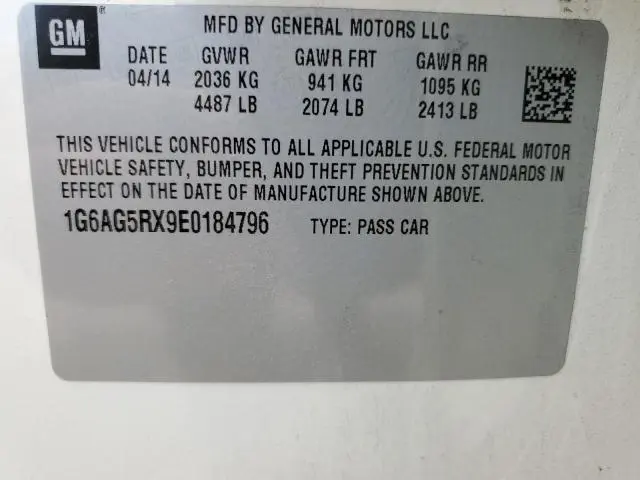 GM
MFD BY GENERAL MOTORS LLC
DATE GVWR GAWR FRT GAWR RR
04/14 2036 KG 941 KG 1095 KG
4487 LB 2074 LB 2413 LB
THIS VEHICLE CONFORMS TO ALL APPLICABLE U.S. FEDERAL MOTOR
VEHICLE SAFETY, BUMPER, AND THEFT PREVENTION STANDARDS IN
EFFECT ON THE DATE OF MANUFACTURE SHOWN ABOVE.
1G6AG5RX9E0184796 TYPE: PASS CAR